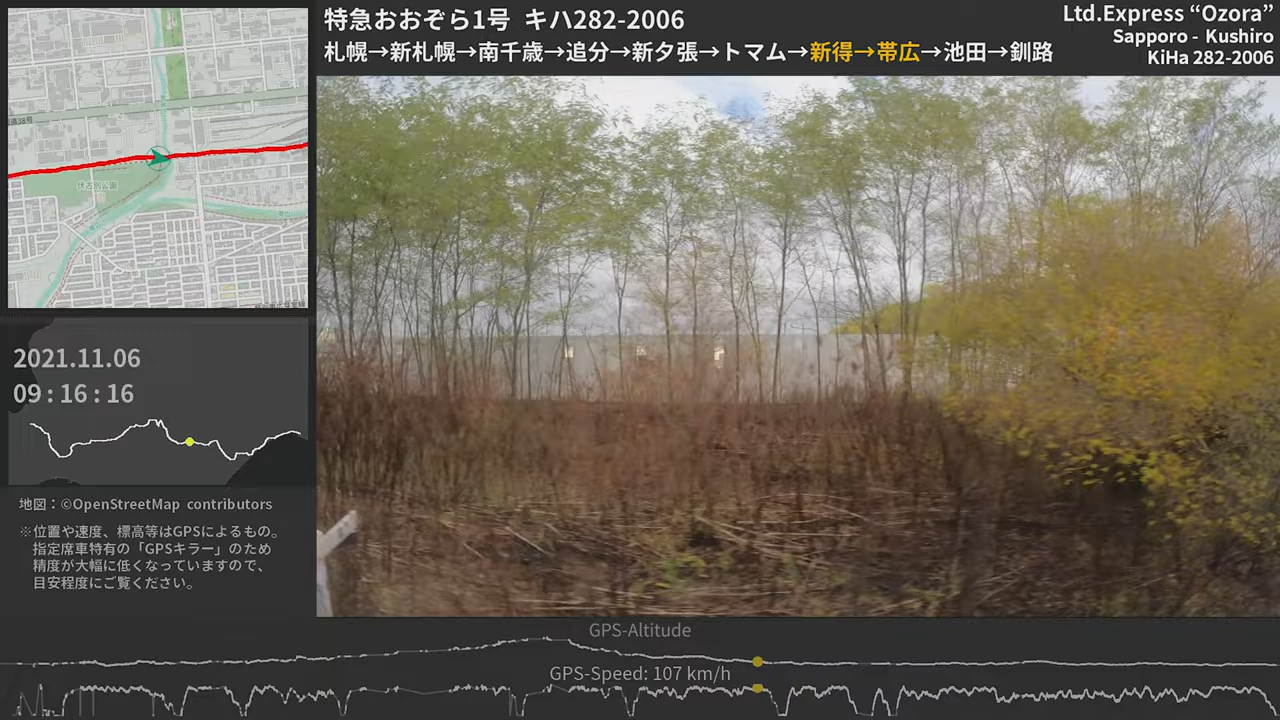 特急おおぞら1号 キハ282-2006
札幌→新札幌→南千歳→追分→新夕張→トマム→新得→帯広→池田→釧路
Ltd.Express “Ozora”
Sapporo - Kushiro
KiHa 282-2006
伏古別公園
2021.11.06
09:16:16
地図：©OpenStreetMap contributors
※位置や速度、標高等はGPSによるもの。
指定席車特有の「GPSキラー」のため
精度が大幅に低くなっていますので、
目安程度にご覧ください。
GPS-Altitude
GPS-Speed: 107 km/h